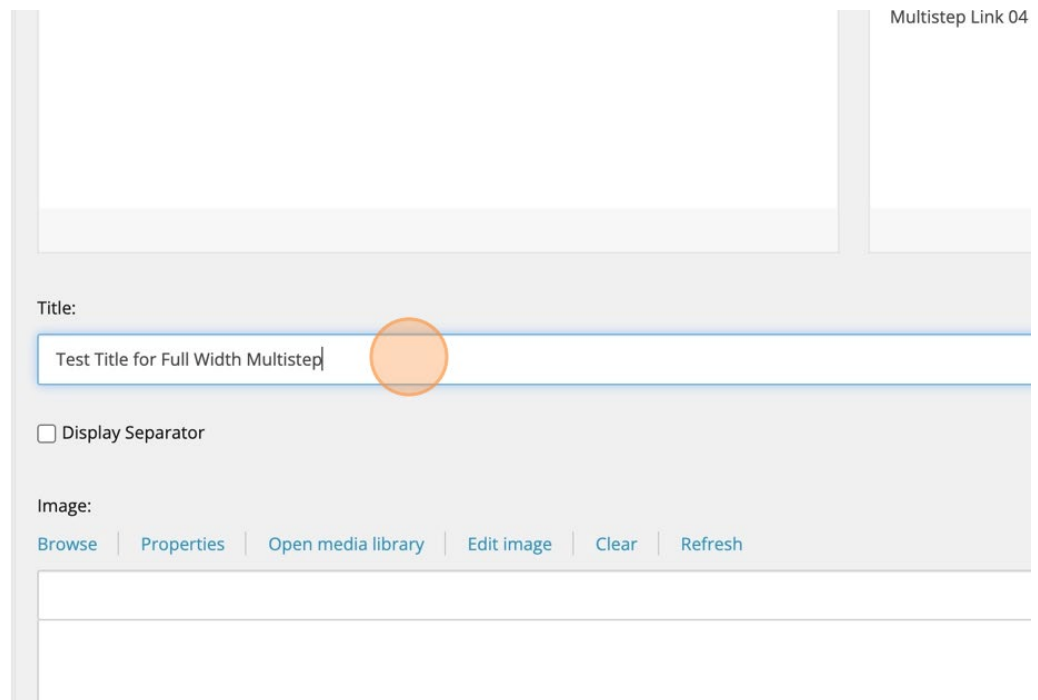 Multistep Link 04
Title:
Test Title for Full Width Multistep
Display Separator
Image:
Browse Properties Open media library Edit image Clear Refresh